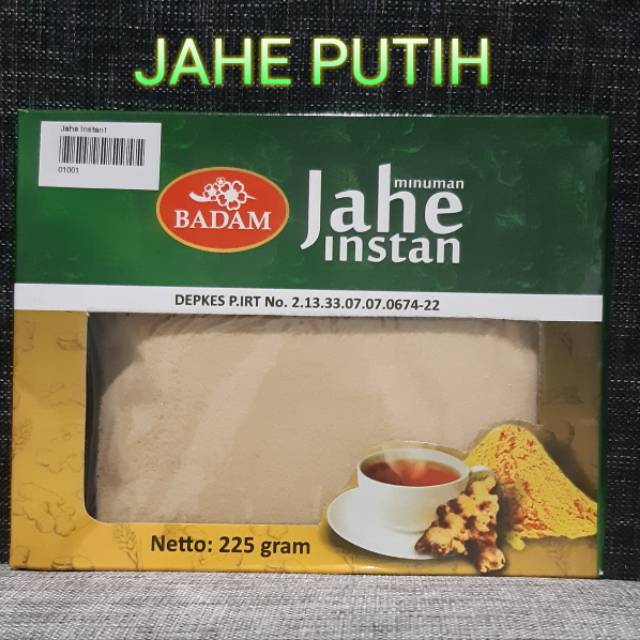 JAHE PUTIH
Jahe Instant
01001
BADAM
minuman
Jahe
instan
DEPKES P.IRT No. 2.13.33.07.07.0674-22
Netto: 225 gram